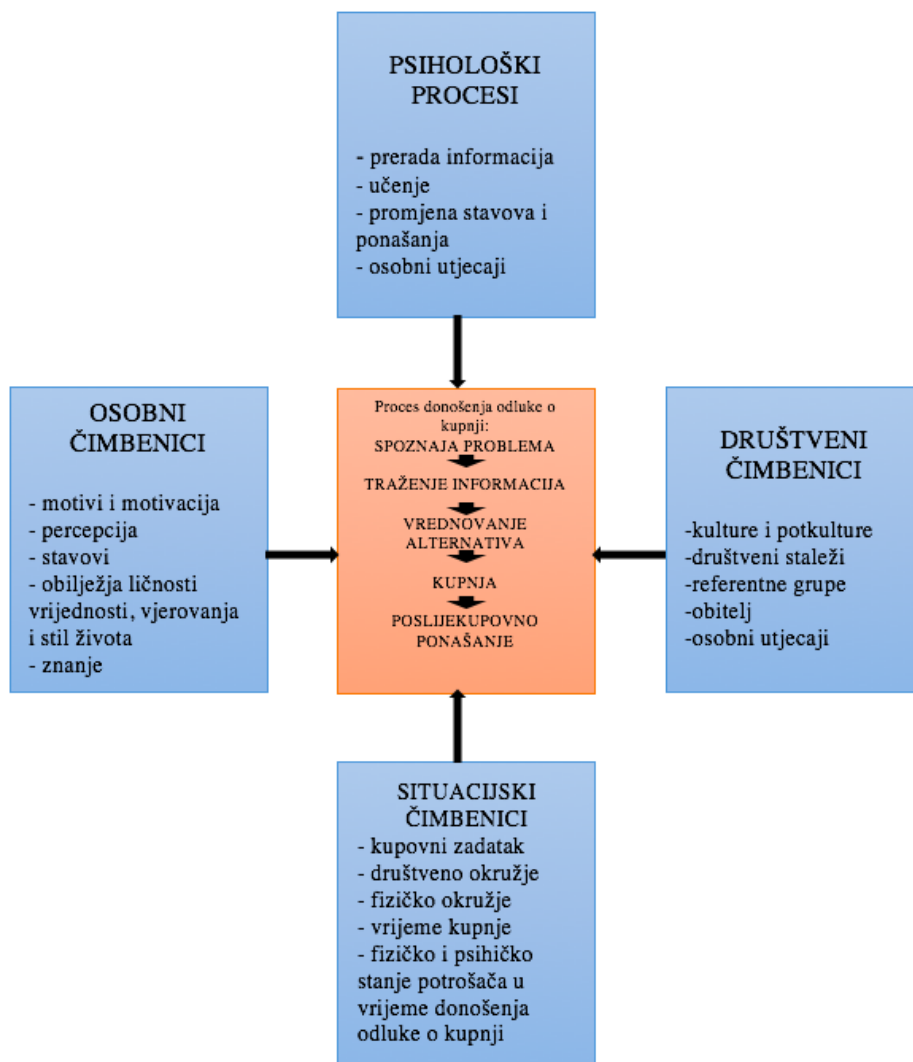 PSIHOLOŠKI
PROCESI
- prerada informacija
- učenje
- promjena stavova i
ponašanja
- osobni utjecaji
OSOBNI
ČIMBENICI
- motivi i motivacija
- percepcija
- stavovi
- obilježja ličnosti
vrijednosti, vjerovanja
i stil života
- znanje
Proces donošenja odluke o
kupnji:
SPOZNAJA PROBLEMA
TRAŽENJE INFORMACIJA
VREDNOVANJE
ALTERNATIVA
KUPNJA
POSLIJEKUPOVNO
PONAŠANJE
DRUŠTVENI
ČIMBENICI
-kulture i potkulture
-društveni staleži
-referentne grupe
-obitelj
-osobni utjecaji
SITUACIJSKI
ČIMBENICI
- kupovni zadatak
- društveno okružje
- fizičko okružje
- vrijeme kupnje
- fizičko i psihičko
stanje potrošača u
vrijeme donošenja
odluke o kupnji